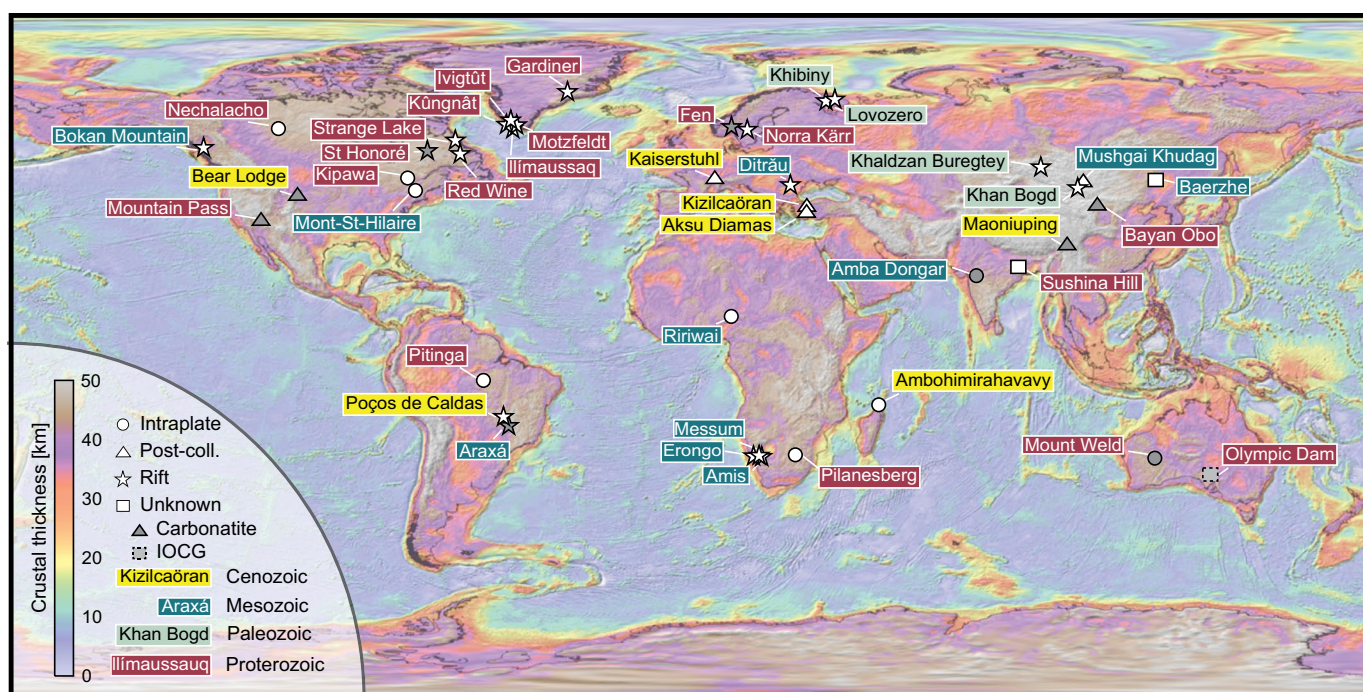 Gardiner
Ivigtût
Khibiny
Nechalacho
Kûngnât
Lovozero
Bokan Mountain
Strange Lake
Motzfeldt
Fen
Norra Kärr
St Honoré
Ilímaussaq
Kaiserstuhl
Ditrău
Khaldzan Buregtey
Mushgai Khudag
Bear Lodge
Kipawa
Red Wine
Kizilcaöran
Khan Bogd
Baerzhe
Mountain Pass
Mont-St-Hilaire
Aksu Diamas
Maoniuping
Bayan Obo
Amba Dongar
Sushina Hill
Ririwai
Pitinga
Ambohimirahavavy
Poços de Caldas
Araxá
Messum
Erongo
Amis
Pilanesberg
Mount Weld
Olympic Dam
Crustal thickness [km]
50
40
30
20
10
0
Intraplate
Post-coll.
Rift
Unknown
Carbonatite
IOCG
Kizilcaöran Cenozoic
Araxá Mesozoic
Khan Bogd Paleozoic
Ilímaussauq Proterozoic